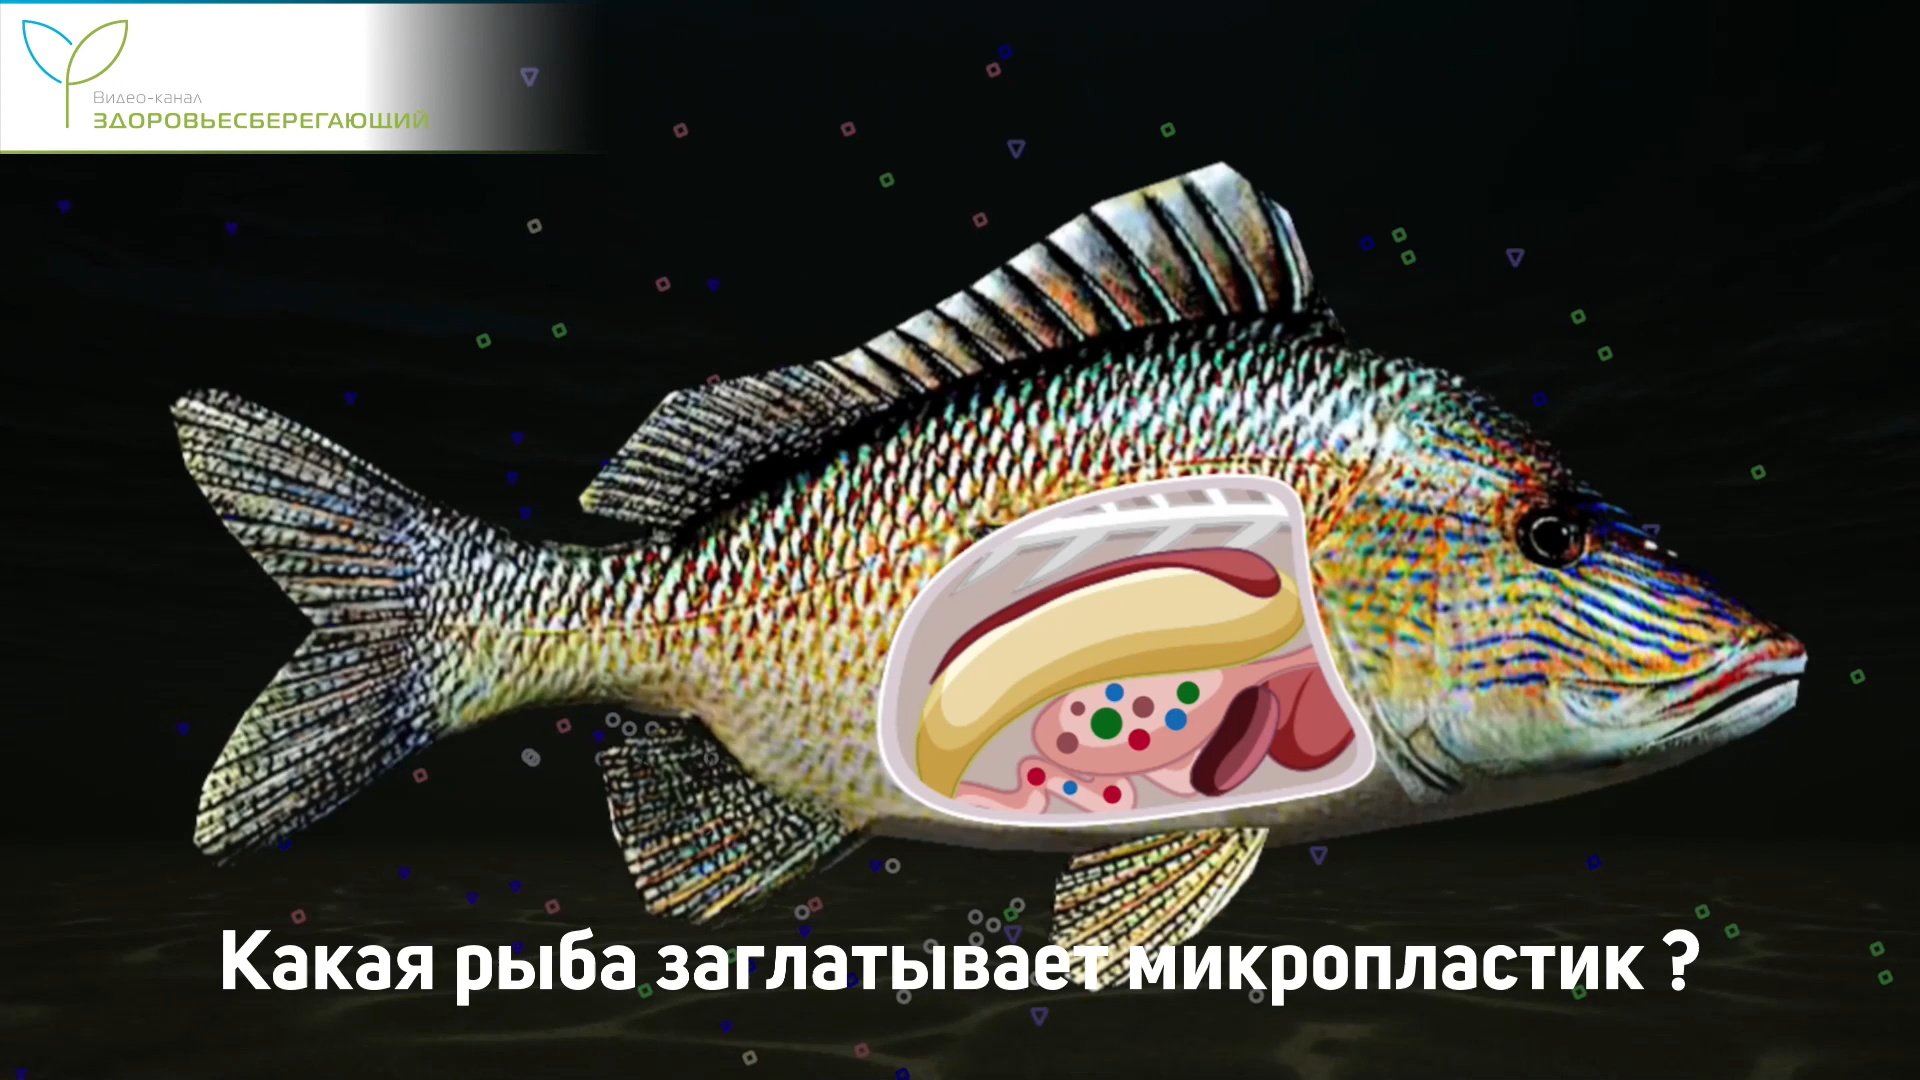 Видео-канал
ЗДОРОВЬЕСБЕРЕГАЮЩИЙ
Какая рыба заглатывает микропластик ?